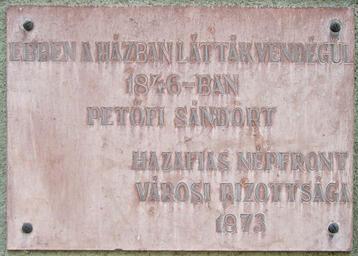 EBBEN A HÁZBAN LÁTTÁK VENDÉGÜL
1846-BAN
PETŐFI SÁNDORT
HAZAFIAS NÉPFRONT
VÁROSI BIZOTTSÁGA
1973